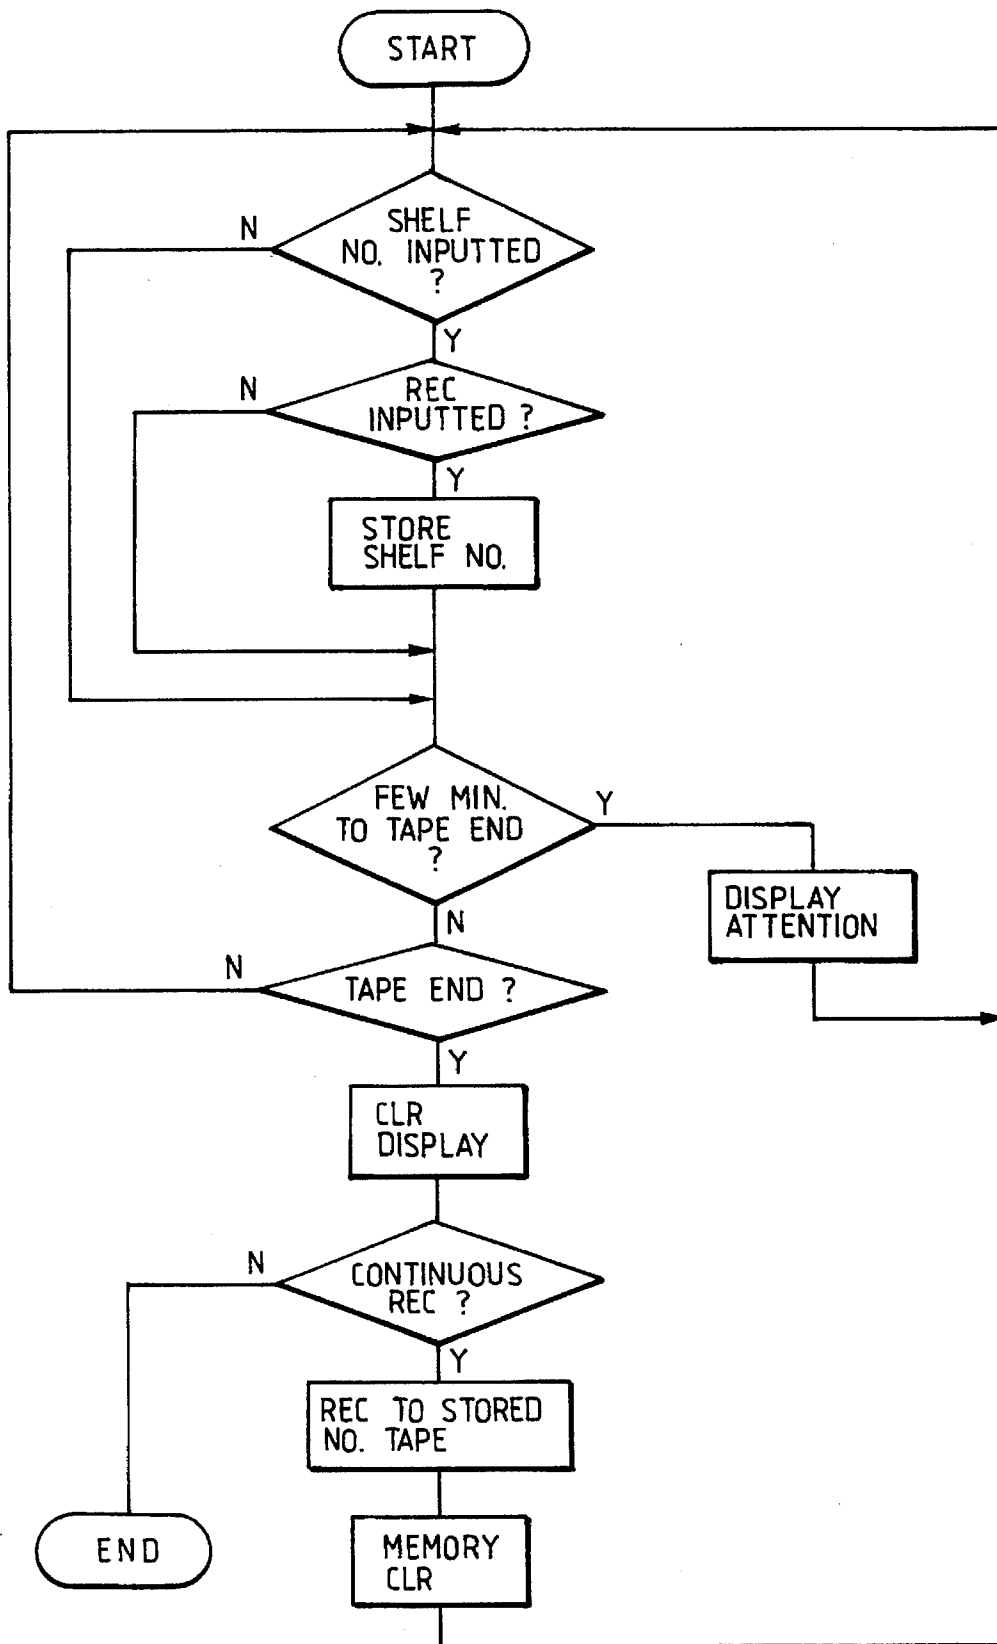 START
N
SHELF
NO. INPUTTED
?
Y
N
REC
INPUTTED ?
Y
STORE
SHELF NO.
FEW MIN.
TO TAPE END
?
Y
N
DISPLAY
ATTENTION
N
TAPE END ?
Y
CLR
DISPLAY
N
CONTINUOUS
REC ?
Y
REC TO STORED
NO. TAPE
END
MEMORY
CLR